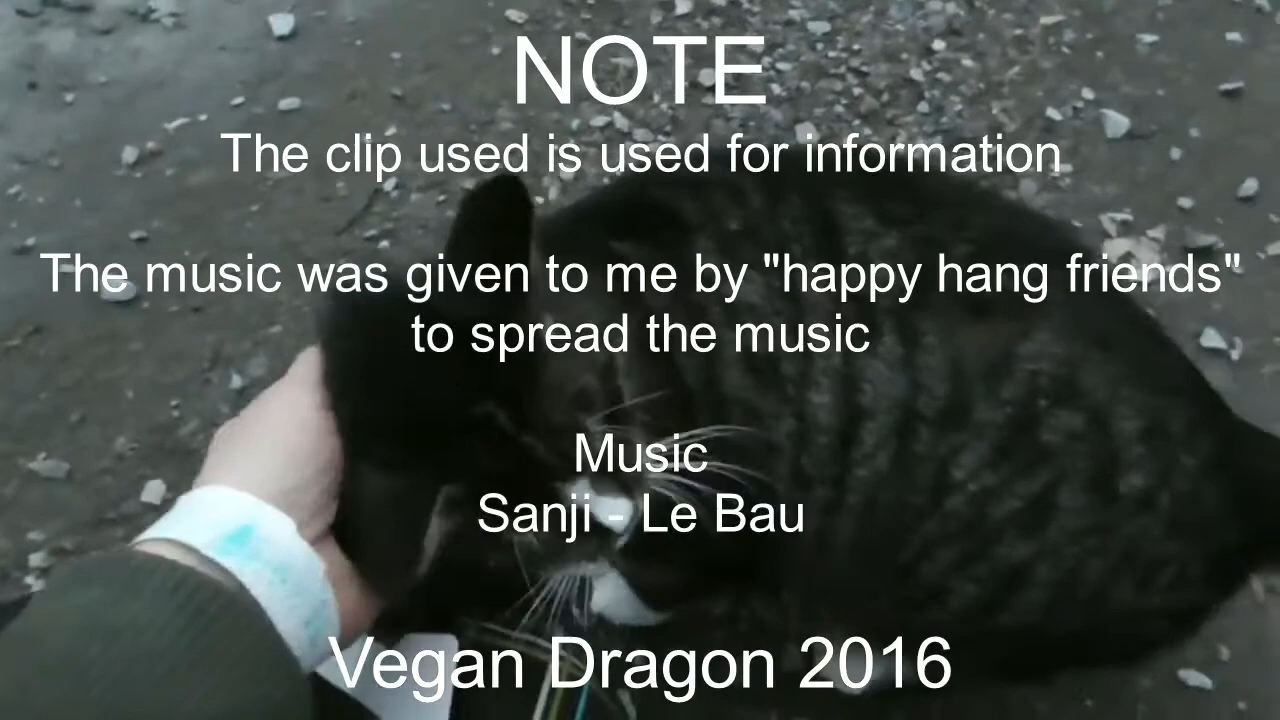 NOTE
The clip used is used for information
The music was given to me by "happy hang friends"
to spread the music
Music
Sanji - Le Bau
Vegan Dragon 2016